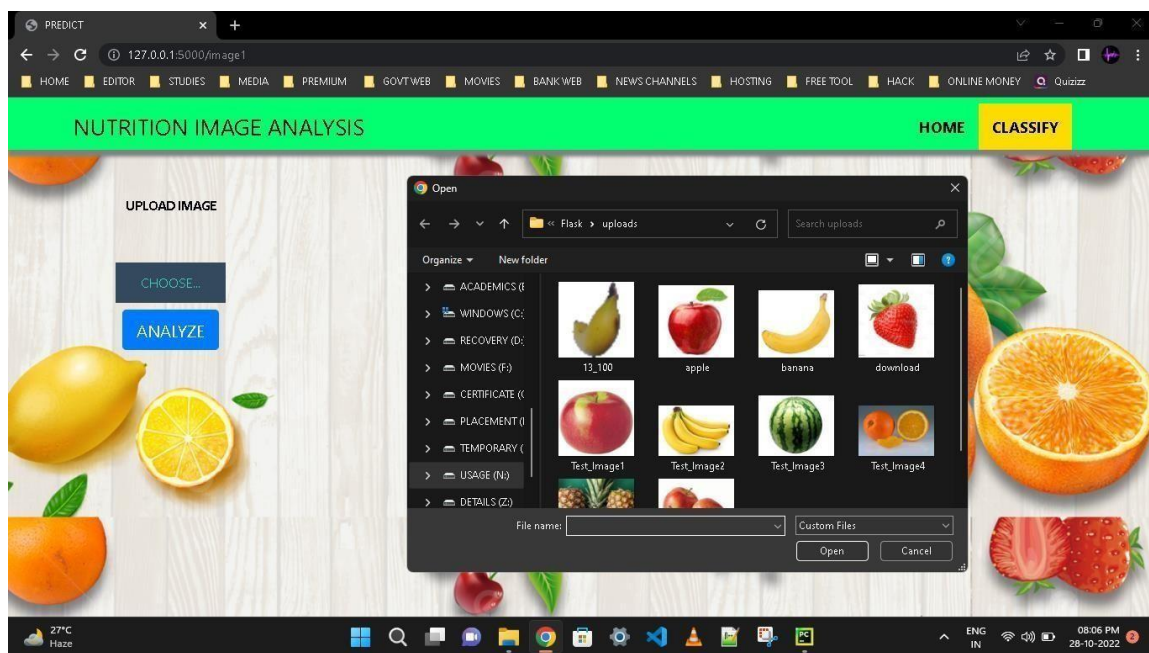 PREDICT
127.0.0.1:5000/image1
HOME EDITOR STUDIES MEDIA PREMIUM GOVT WEB MOVIES BANK WEB NEWS CHANNELS HOSTING FREE TOOL HACK ONLINE MONEY Quizizz
NUTRITION IMAGE ANALYSIS HOME CLASSIFY
UPLOAD IMAGE
CHOOSE...
ANALYZE
Open
« Flask › uploads Search uploads
Organize New folder
ACADEMICS (E
WINDOWS (C:
RECOVERY (D:
MOVIES (F:)
CERTIFICATE (
PLACEMENT (
TEMPORARY (
USAGE (N:)
DETAILS (Z:)
13_100 apple banana download
Test_Image1 Test_Image2 Test_Image3 Test_Image4
File name: Custom Files
Open Cancel
27°C
Haze
ENG
IN
08:06 PM
28-10-2022
2